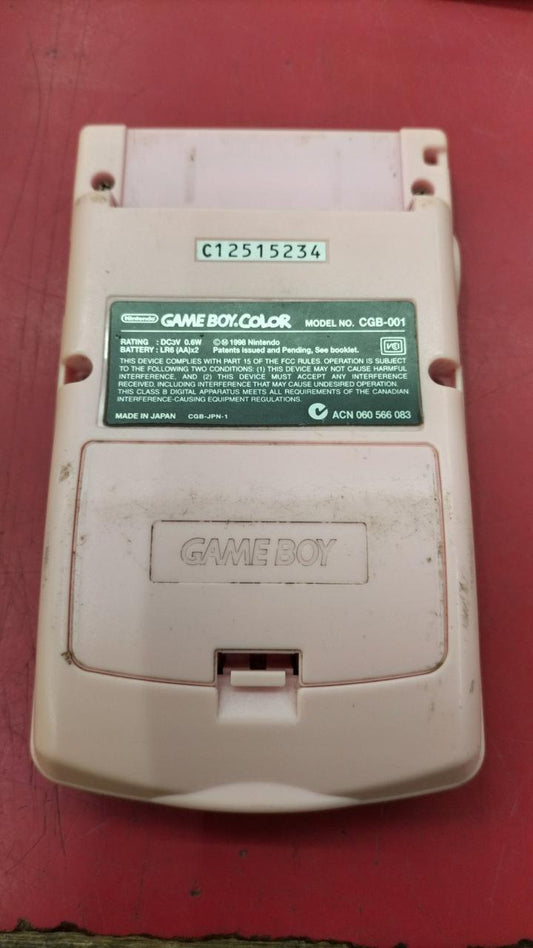 C12515234
Nintendo GAME BOY COLOR MODEL NO. CGB-001
RATING : DC3V 0.6W © Ⓜ 1998 Nintendo
BATTERY : LR6 (AA)x2 Patents issued and Pending, See booklet.
THIS DEVICE COMPLIES WITH PART 15 OF THE FCC RULES. OPERATION IS SUBJECT
TO THE FOLLOWING TWO CONDITIONS: (1) THIS DEVICE MAY NOT CAUSE HARMFUL
INTERFERENCE, AND (2) THIS DEVICE MUST ACCEPT ANY INTERFERENCE
RECEIVED, INCLUDING INTERFERENCE THAT MAY CAUSE UNDESIRED OPERATION.
THIS CLASS B DIGITAL APPARATUS MEETS ALL REQUIREMENTS OF THE CANADIAN
INTERFERENCE-CAUSING EQUIPMENT REGULATIONS.
MADE IN JAPAN CGB-JPN-1 ACN 060 566 083
GAME BOY